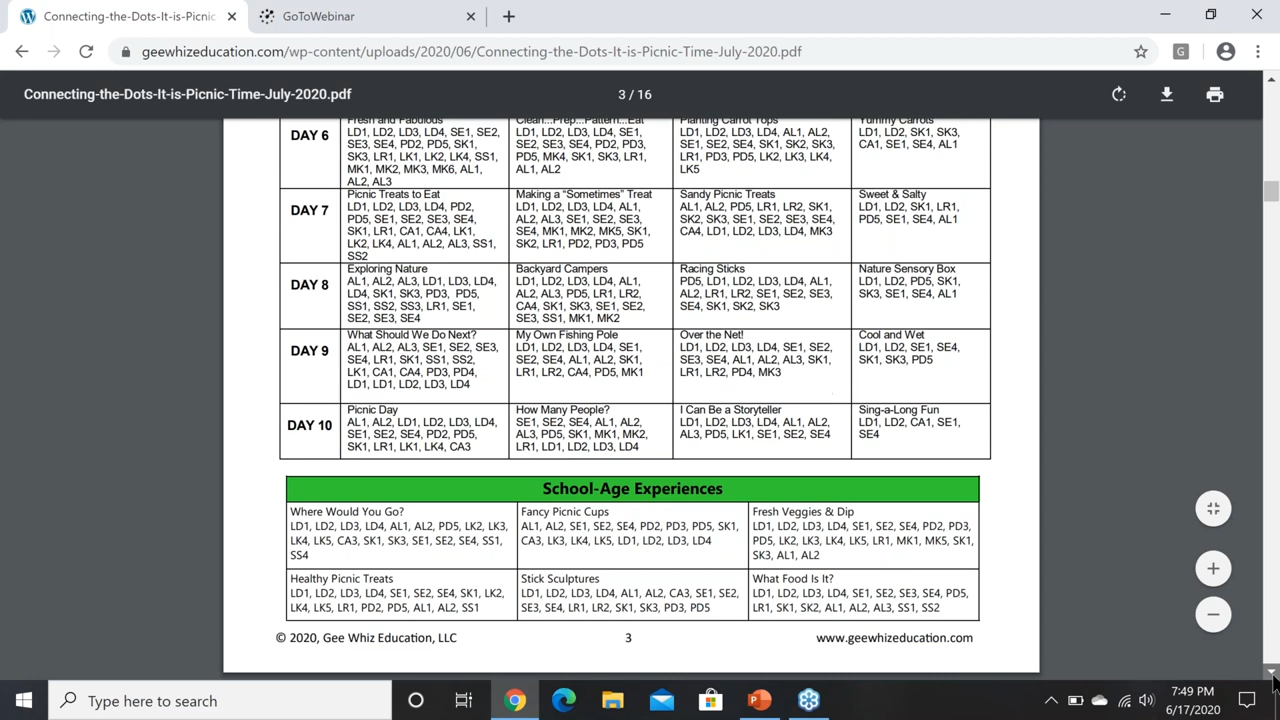 Connecting-the-Dots-It-is-Picnic
GoToWebinar
geewhizeducation.com/wp-content/uploads/2020/06/Connecting-the-Dots-It-is-Picnic-Time-July-2020.pdf
G
Connecting-the-Dots-It-is-Picnic-Time-July-2020.pdf
3 / 16
DAY 6
Fresh and Fabulous
LD1, LD2, LD3, LD4, SE1, SE2,
SE3, SE4, PD2, PD5, SK1,
SK3, LR1, LK1, LK2, LK4, SS1,
MK1, MK2, MK3, MK6, AL1,
AL2, AL3
Clean...Prep...Pattern...Eat
LD1, LD2, LD3, LD4, SE1,
SE2, SE3, SE4, PD2, PD3,
PD5, MK4, SK1, SK3, LR1,
AL1, AL2
Planting Carrot Tops
LD1, LD2, LD3, LD4, AL1, AL2,
SE1, SE2, SE4, SK1, SK2, SK3,
LR1, PD3, PD5, LK2, LK3, LK4,
LK5
Yummy Carrots
LD1, LD2, SK1, SK3,
CA1, SE1, SE4, AL1
DAY 7
Picnic Treats to Eat
LD1, LD2, LD3, LD4, PD2,
PD5, SE1, SE2, SE3, SE4,
SK1, LR1, CA1, CA4, LK1,
LK2, LK4, AL1, AL2, AL3, SS1,
SS2
Making a “Sometimes” Treat
LD1, LD2, LD3, LD4, AL1,
AL2, AL3, SE1, SE2, SE3,
SE4, MK1, MK2, MK5, SK1,
SK2, LR1, PD2, PD3, PD5
Sandy Picnic Treats
AL1, AL2, PD5, LR1, LR2, SK1,
SK2, SK3, SE1, SE2, SE3, SE4,
CA4, LD1, LD2, LD3, LD4, MK3
Sweet & Salty
LD1, LD2, SK1, LR1,
PD5, SE1, SE4, AL1
DAY 8
Exploring Nature
AL1, AL2, AL3, LD1, LD3, LD4,
LD4, SK1, SK3, PD3, PD5,
SS1, SS2, SS3, LR1, SE1,
SE2, SE3, SE4
Backyard Campers
LD1, LD2, LD3, LD4, AL1,
AL2, AL3, PD5, LR1, LR2,
CA4, SK1, SK3, SE1, SE2,
SE3, SS1, MK1, MK2
Racing Sticks
PD5, LD1, LD2, LD3, LD4, AL1,
AL2, LR1, LR2, SE1, SE2, SE3,
SE4, SK1, SK2, SK3
Nature Sensory Box
LD1, LD2, PD5, SK1,
SK3, SE1, SE4, AL1
DAY 9
What Should We Do Next?
AL1, AL2, AL3, SE1, SE2, SE3,
SE4, LR1, SK1, SS1, SS2,
LK1, CA1, CA4, PD3, PD4,
LD1, LD1, LD2, LD3, LD4
My Own Fishing Pole
LD1, LD2, LD3, LD4, SE1,
SE2, SE4, AL1, AL2, SK1,
LR1, LR2, CA4, PD5, MK1
Over the Net!
LD1, LD2, LD3, LD4, SE1, SE2,
SE3, SE4, AL1, AL2, AL3, SK1,
LR1, LR2, PD4, MK3
Cool and Wet
LD1, LD2, SE1, SE4,
SK1, SK3, PD5
DAY 10
Picnic Day
AL1, AL2, LD1, LD2, LD3, LD4,
SE1, SE2, SE4, PD2, PD5,
SK1, LR1, LK1, LK4, CA3
How Many People?
SE1, SE2, SE4, AL1, AL2,
AL3, PD5, SK1, MK1, MK2,
LR1, LD1, LD2, LD3, LD4
I Can Be a Storyteller
LD1, LD2, LD3, LD4, AL1, AL2,
AL3, PD5, LK1, SE1, SE2, SE4
Sing-a-Long Fun
LD1, LD2, CA1, SE1,
SE4
School-Age Experiences
Where Would You Go?
LD1, LD2, LD3, LD4, AL1, AL2, PD5, LK2, LK3,
LK4, LK5, CA3, SK1, SK3, SE1, SE2, SE4, SS1,
SS4
Fancy Picnic Cups
AL1, AL2, SE1, SE2, SE4, PD2, PD3, PD5, SK1,
CA3, LK3, LK4, LK5, LD1, LD2, LD3, LD4
Fresh Veggies & Dip
LD1, LD2, LD3, LD4, SE1, SE2, SE4, PD2, PD3,
PD5, LK2, LK3, LK4, LK5, LR1, MK1, MK5, SK1,
SK3, AL1, AL2
Healthy Picnic Treats
LD1, LD2, LD3, LD4, SE1, SE2, SE4, SK1, LK2,
LK4, LK5, LR1, PD2, PD5, AL1, AL2, SS1
Stick Sculptures
LD1, LD2, LD3, LD4, AL1, AL2, CA3, SE1, SE2,
SE3, SE4, LR1, LR2, SK1, SK3, PD3, PD5
What Food Is It?
LD1, LD2, LD3, LD4, SE1, SE2, SE3, SE4, PD5,
LR1, SK1, SK2, AL1, AL2, AL3, SS1, SS2
© 2020, Gee Whiz Education, LLC
3
www.geewhizeducation.com
Type here to search
7:49 PM
6/17/2020